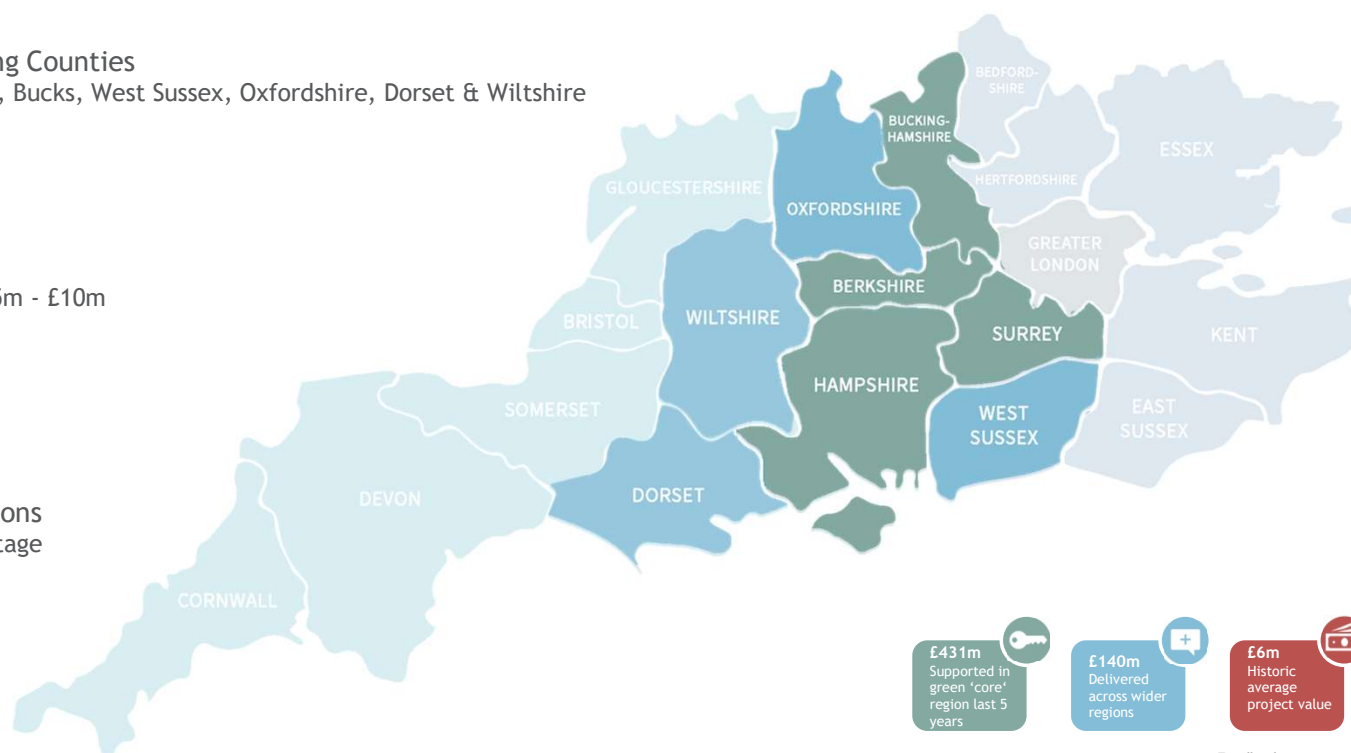 ng Counties
, Bucks, West Sussex, Oxfordshire, Dorset & Wiltshire
m - £10m
ons
tage
BEDFORD-
SHIRE
BUCKING-
HAMSHIRE
ESSEX
HERTFORDSHIRE
GLOUCESTERSHIRE
OXFORDSHIRE
GREATER
LONDON
BERKSHIRE
BRISTOL
WILTSHIRE
SURREY
KENT
HAMPSHIRE
SOMERSET
WEST
SUSSEX
EAST
SUSSEX
DEVON
DORSET
CORNWALL
£431m
Supported in
green ‘core‘
region last 5
years
£140m
Delivered
across wider
regions
£6m
Historic
average
project value